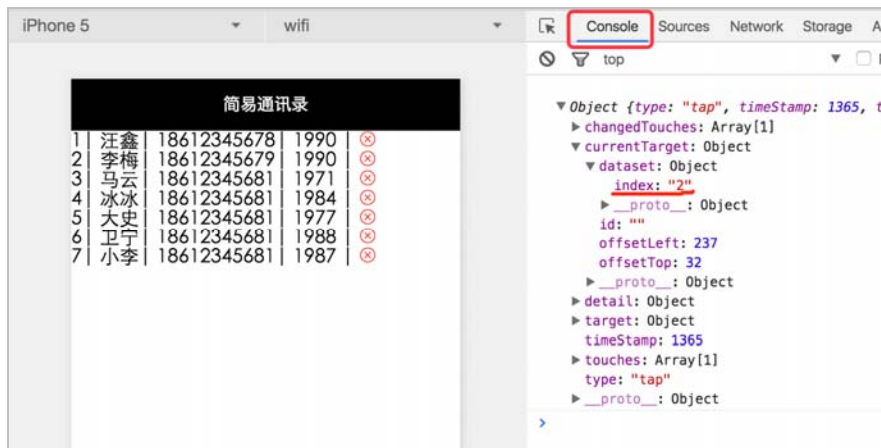 iPhone 5 wifi Console Sources Network Storage A
top
简易通讯录
1| 汪鑫| 18612345678| 1990 |
2| 李梅| 18612345679| 1990 |
3| 马云| 18612345681| 1971 |
4| 冰冰| 18612345681| 1984 |
5| 大史| 18612345681| 1977 |
6| 卫宁| 18612345681| 1988 |
7| 小李| 18612345681| 1987 |
Object {type: "tap", timeStamp: 1365, t
changedTouches: Array[1]
currentTarget: Object
dataset: Object
index: "2"
__proto__: Object
id: ""
offsetLeft: 237
offsetTop: 32
__proto__: Object
detail: Object
target: Object
timeStamp: 1365
touches: Array[1]
type: "tap"
__proto__: Object